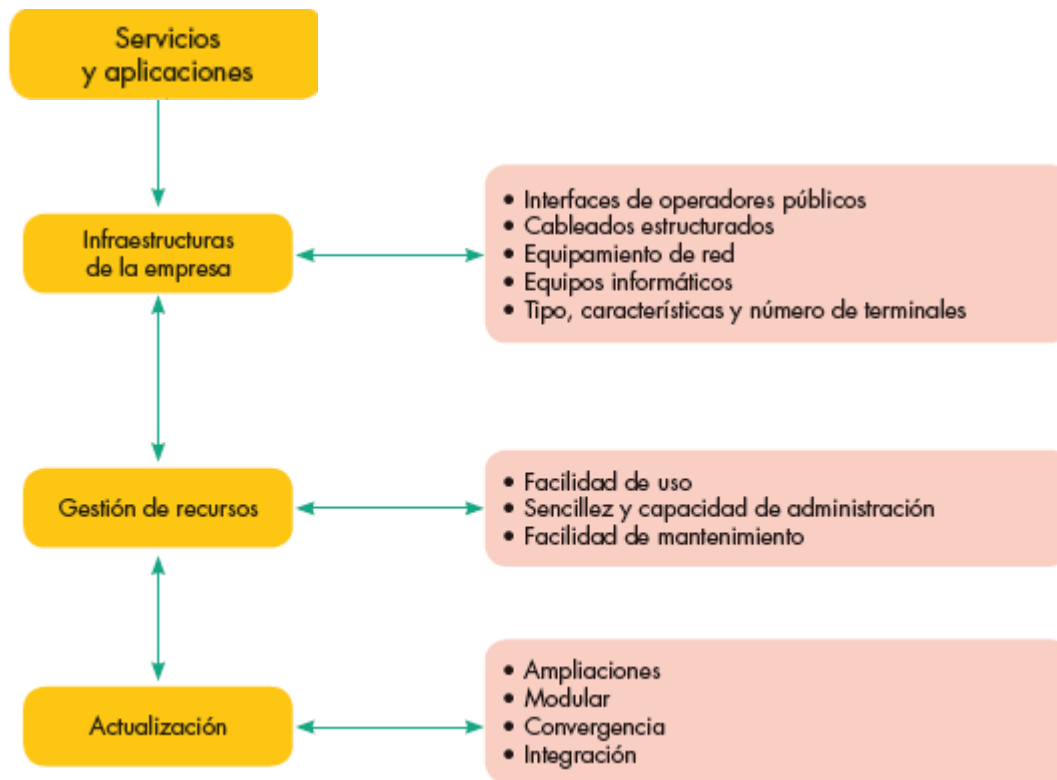 Servicios
y aplicaciones
Infraestructuras
de la empresa
• Interfaces de operadores públicos
• Cableados estructurados
• Equipamiento de red
• Equipos informáticos
• Tipo, características y número de terminales
Gestión de recursos
• Facilidad de uso
• Sencillez y capacidad de administración
• Facilidad de mantenimiento
Actualización
• Ampliaciones
• Modular
• Convergencia
• Integración